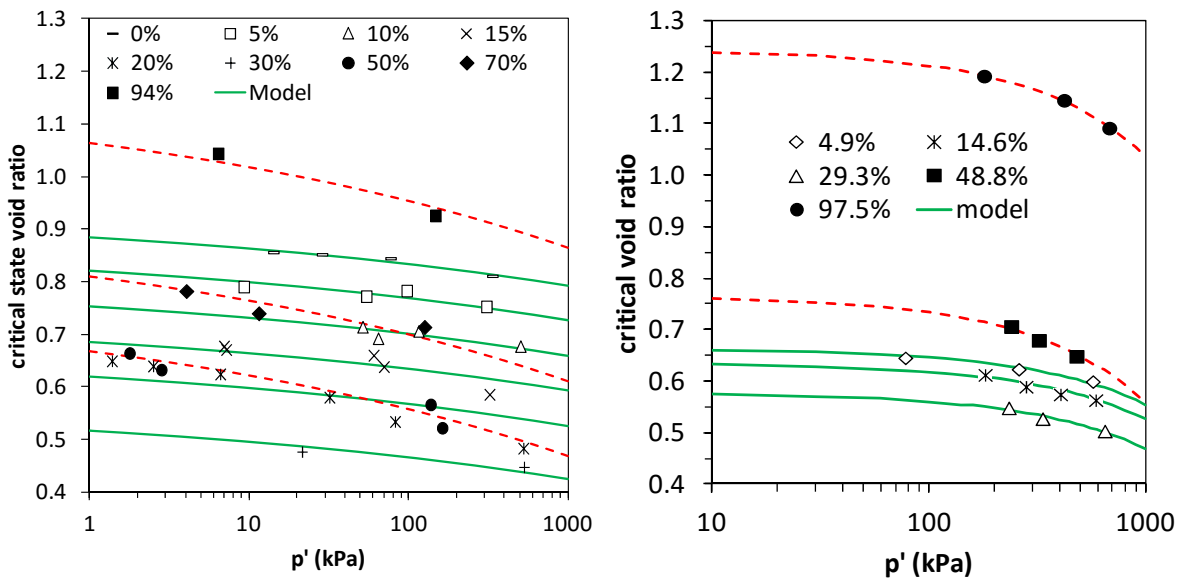 1.3
1.2
1.1
1.0
0.9
0.8
0.7
0.6
0.5
0.4
critical state void ratio
0% 5% 10% 15%
20% 30% 50% 70%
94% Model
1 10 100 1000
p' (kPa)
1.3
1.2
1.1
1.0
0.9
0.8
0.7
0.6
0.5
0.4
critical void ratio
4.9% 14.6%
29.3% 48.8%
97.5% model
10 100 1000
p' (kPa)